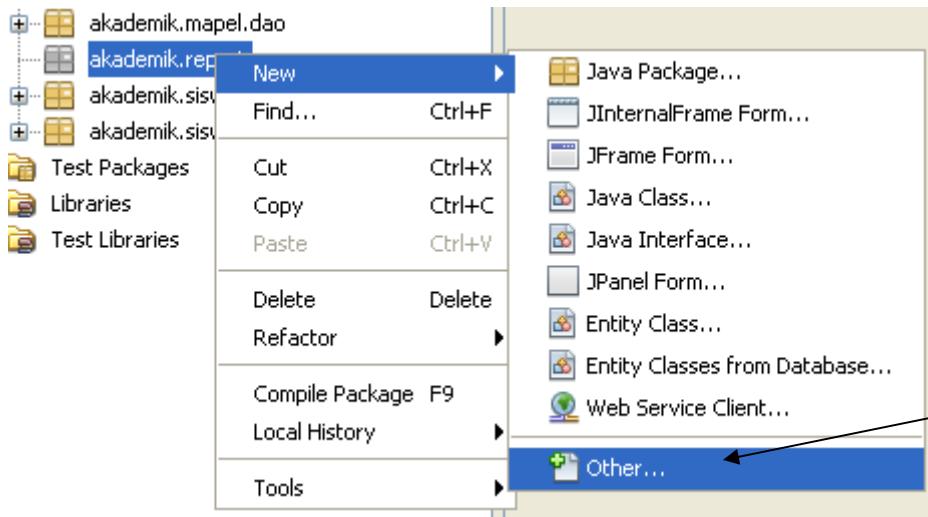 akademik.mapel.dao
akademik.rep
akademik.sis
akademik.sis
Test Packages
Libraries
Test Libraries
New
Find... Ctrl+F
Cut Ctrl+X
Copy Ctrl+C
Paste Ctrl+V
Delete Delete
Refactor
Compile Package F9
Local History
Tools
Java Package...
JInternalFrame Form...
JFrame Form...
Java Class...
Java Interface...
JPanel Form...
Entity Class...
Entity Classes from Database...
Web Service Client...
Other...